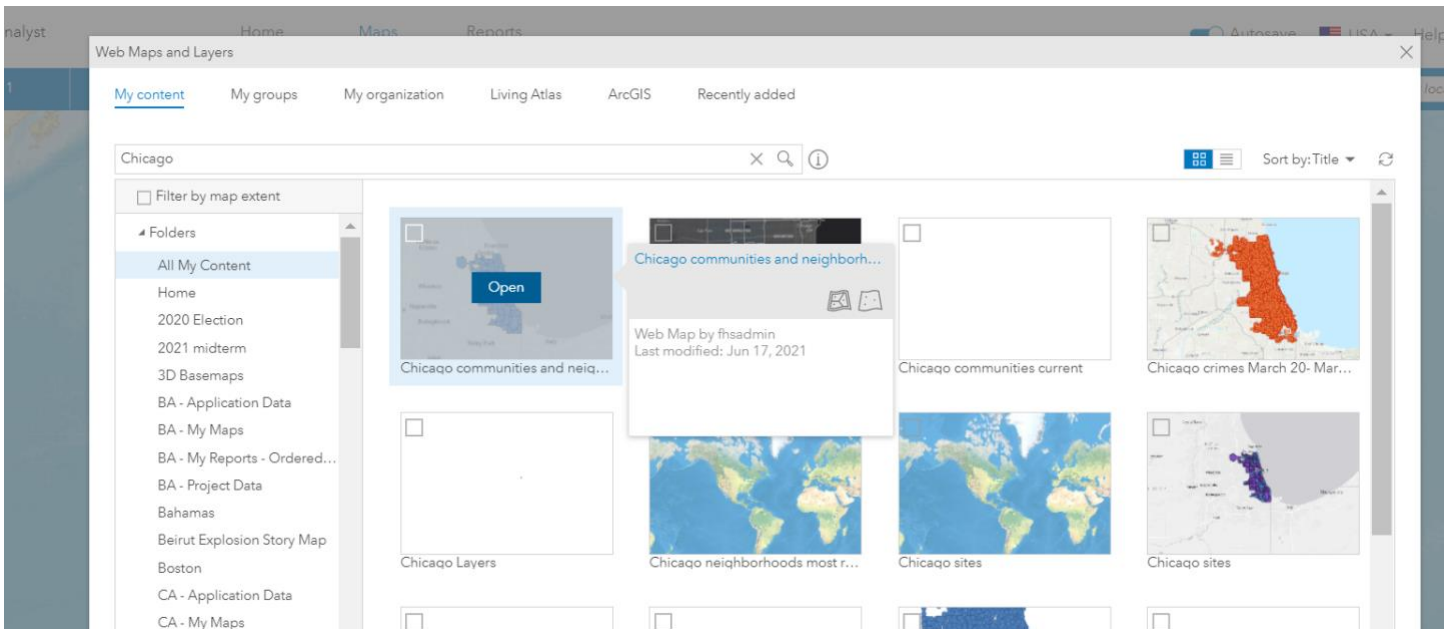 nalyst Home Maps Reports Autosave USA Help
Web Maps and Layers
1
My content My groups My organization Living Atlas ArcGIS Recently added
loc
Chicago
Sort by: Title
Filter by map extent
Folders
All My Content
Home
2020 Election
2021 midterm
3D Basemaps
BA - Application Data
BA - My Maps
BA - My Reports - Ordered...
BA - Project Data
Bahamas
Beirut Explosion Story Map
Boston
CA - Application Data
CA - My Maps
Open
Chicago communities and neig...
Chicago communities and neighborh...
Web Map by fhsadmin
Last modified: Jun 17, 2021
Chicago communities current
Chicago crimes March 20- Mar...
Chicago Layers
Chicago neighborhoods most r...
Chicago sites
Chicago sites